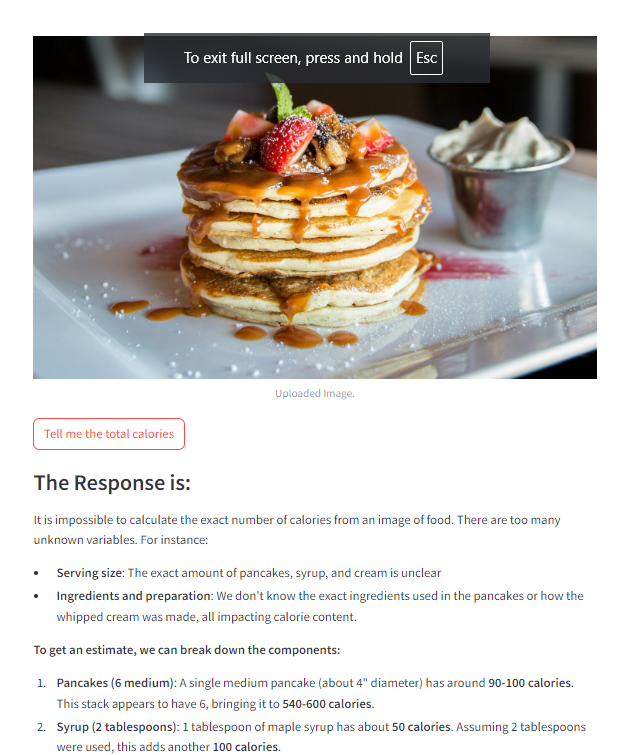 To exit full screen, press and hold Esc
Uploaded Image.
Tell me the total calories
The Response is:
It is impossible to calculate the exact number of calories from an image of food. There are too many
unknown variables. For instance:
• Serving size: The exact amount of pancakes, syrup, and cream is unclear
• Ingredients and preparation: We don't know the exact ingredients used in the pancakes or how the
whipped cream was made, all impacting calorie content.
To get an estimate, we can break down the components:
1. Pancakes (6 medium): A single medium pancake (about 4" diameter) has around 90-100 calories.
This stack appears to have 6, bringing it to 540-600 calories.
2. Syrup (2 tablespoons): 1 tablespoon of maple syrup has about 50 calories. Assuming 2 tablespoons
were used, this adds another 100 calories.